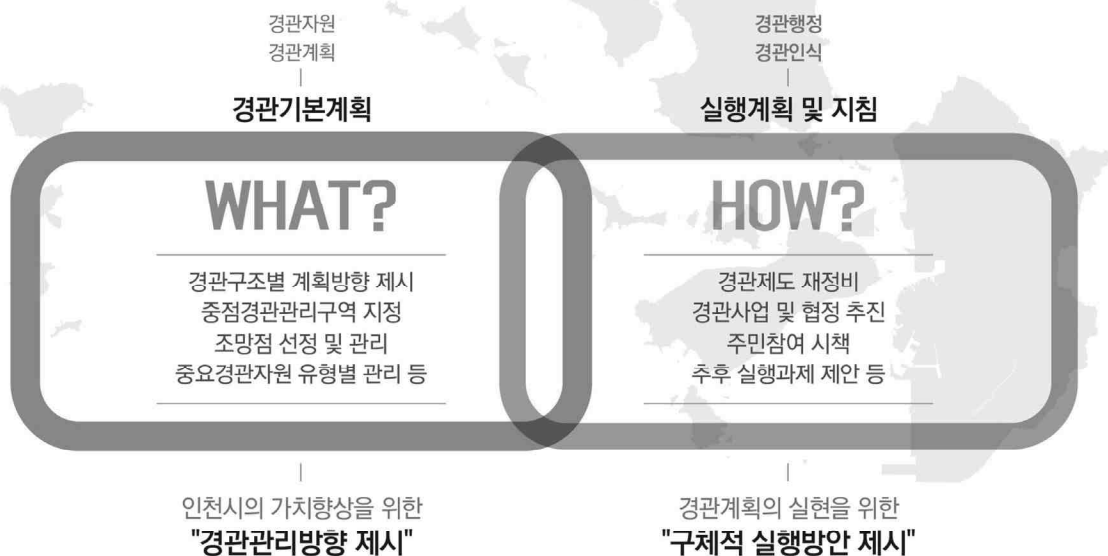 경관자원
경관계획
경관기본계획
WHAT?
경관구조별 계획방향 제시
중점경관관리구역 지정
조망점 선정 및 관리
중요경관자원 유형별 관리 등
인천시의 가치향상을 위한
"경관관리방향 제시"
경관행정
경관인식
실행계획 및 지침
HOW?
경관제도 재정비
경관사업 및 협정 추진
주민참여 시책
추후 실행과제 제안 등
경관계획의 실현을 위한
"구체적 실행방안 제시"